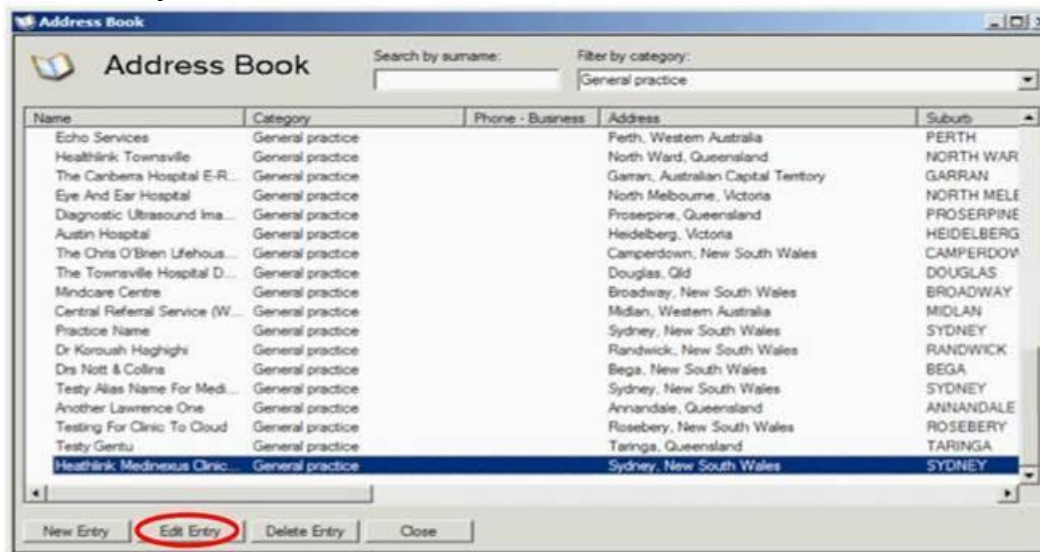 Address Book
Address Book
Search by surname:
Filter by category:
General practice
Name Category Phone - Business Address Suburb
Echo Services General practice Perth, Western Australia PERTH
Healthlink Townsville General practice North Ward, Queensland NORTH WAR
The Canberra Hospital E-R... General practice Garran, Australian Capital Territory GARRAN
Eye And Ear Hospital General practice North Melbourne, Victoria NORTH MELE
Diagnostic Ultrasound Ima... General practice Proserpine, Queensland PROSERPINE
Austin Hospital General practice Heidelberg, Victoria HEIDELBERG
The Chris O'Brien Lifehous... General practice Camperdown, New South Wales CAMPERDOW
The Townsville Hospital D... General practice Douglas, Qld DOUGLAS
Mindcare Centre General practice Broadway, New South Wales BROADWAY
Central Referral Service (W... General practice Midlan, Western Australia MIDLAN
Practice Name General practice Sydney, New South Wales SYDNEY
Dr Koroush Haghighi General practice Randwick, New South Wales RANDWICK
Drs Nott & Collins General practice Bega, New South Wales BEGA
Testy Alias Name For Medi... General practice Sydney, New South Wales SYDNEY
Another Lawrence One General practice Annandale, Queensland ANNANDALE
Testing For Clinic To Cloud General practice Rosebery, New South Wales ROSEBERY
Testy Gentu General practice Taringa, Queensland TARINGA
Heathlink Medinexus Clinic... General practice Sydney, New South Wales SYDNEY
New Entry Edit Entry Delete Entry Close